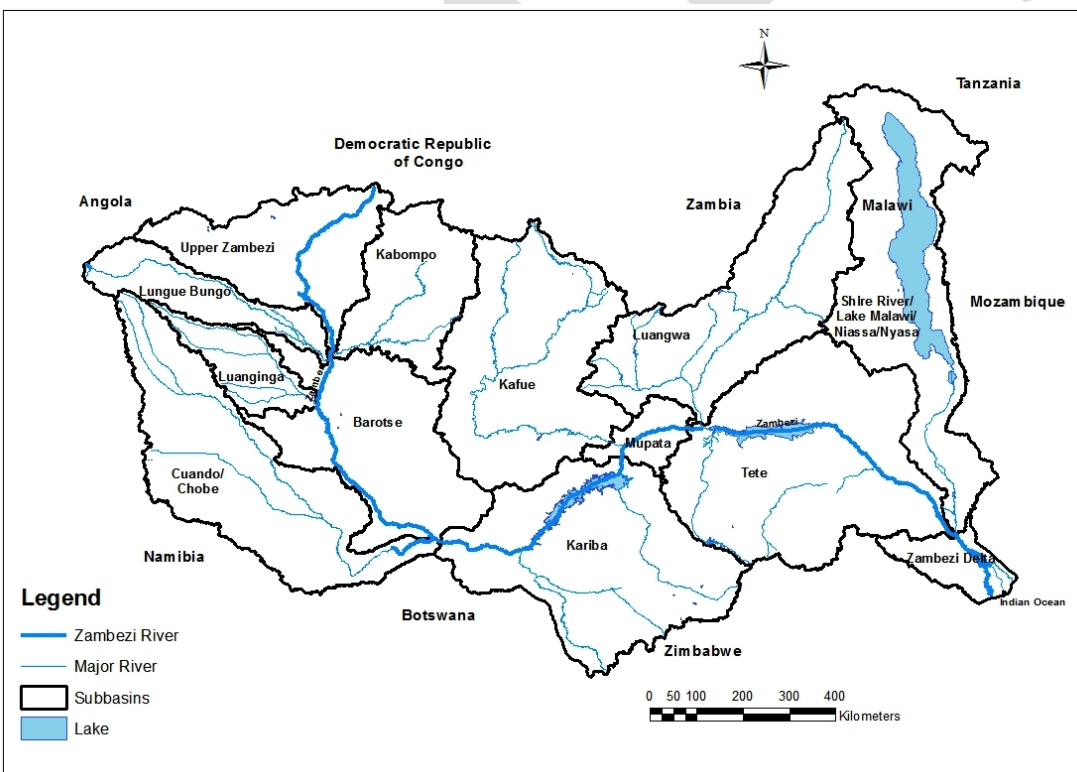 N
Tanzania
Democratic Republic
of Congo
Angola
Zambia
Malawi
Upper Zambezi
Kabompo
Lungue Bungo
Mozambique
Shire River/
Lake Malawi/
Niassa/Nyasa
Luangwa
Luanginga
Zambezi
Kafue
Barotse
Zambezi
Mupata
Cuando/
Chobe
Tete
Kariba
Namibia
Zambezi Delta
Indian Ocean
Botswana
Zimbabwe
Legend
Zambezi River
Major River
Subbasins
Lake
0 50 100 200 300 400
Kilometers